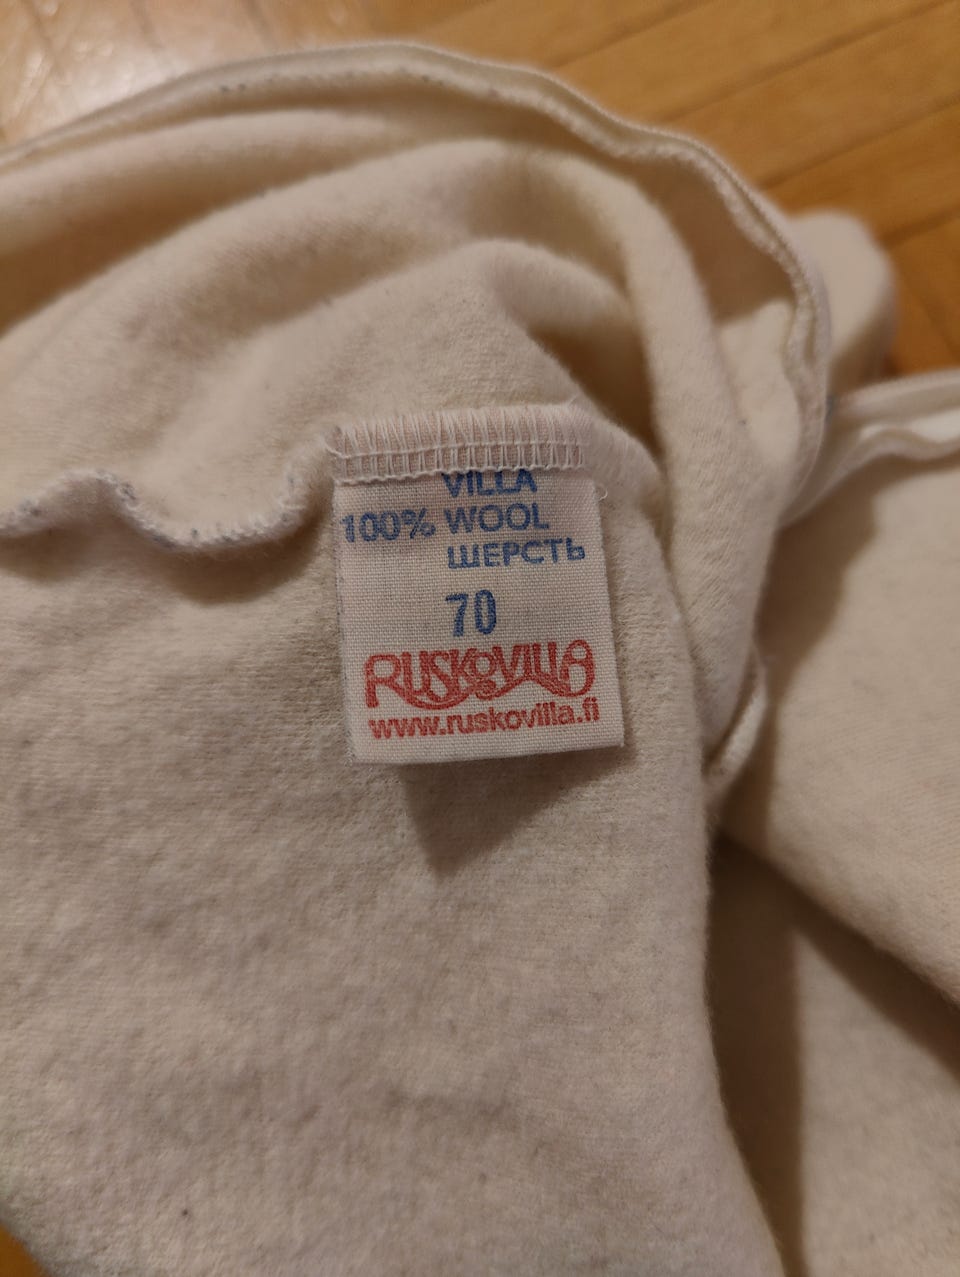 VILLA
100% WOOL
ШЕРСТЬ
70
RUSKOVILLA
www.ruskovilla.fi